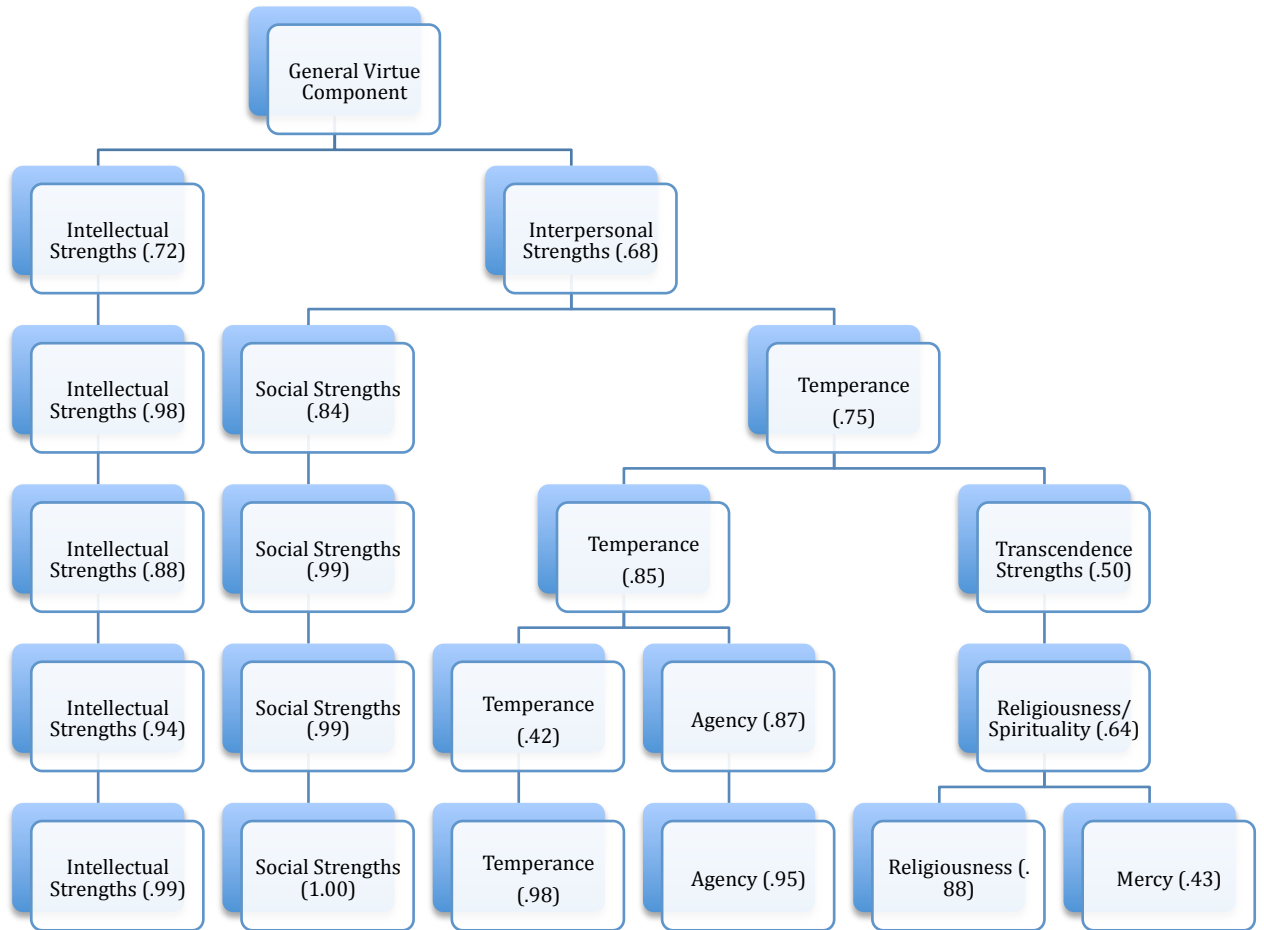 General Virtue
Component
Intellectual
Strengths (.72)
Interpersonal
Strengths (.68)
Intellectual
Strengths (.98)
Social Strengths
(.84)
Temperance
(.75)
Intellectual
Strengths (.88)
Social Strengths
(.99)
Temperance
(.85)
Transcendence
Strengths (.50)
Intellectual
Strengths (.94)
Social Strengths
(.99)
Temperance
(.42)
Agency (.87)
Religiousness/
Spirituality (.64)
Intellectual
Strengths (.99)
Social Strengths
(1.00)
Temperance
(.98)
Agency (.95)
Religiousness (.
88)
Mercy (.43)